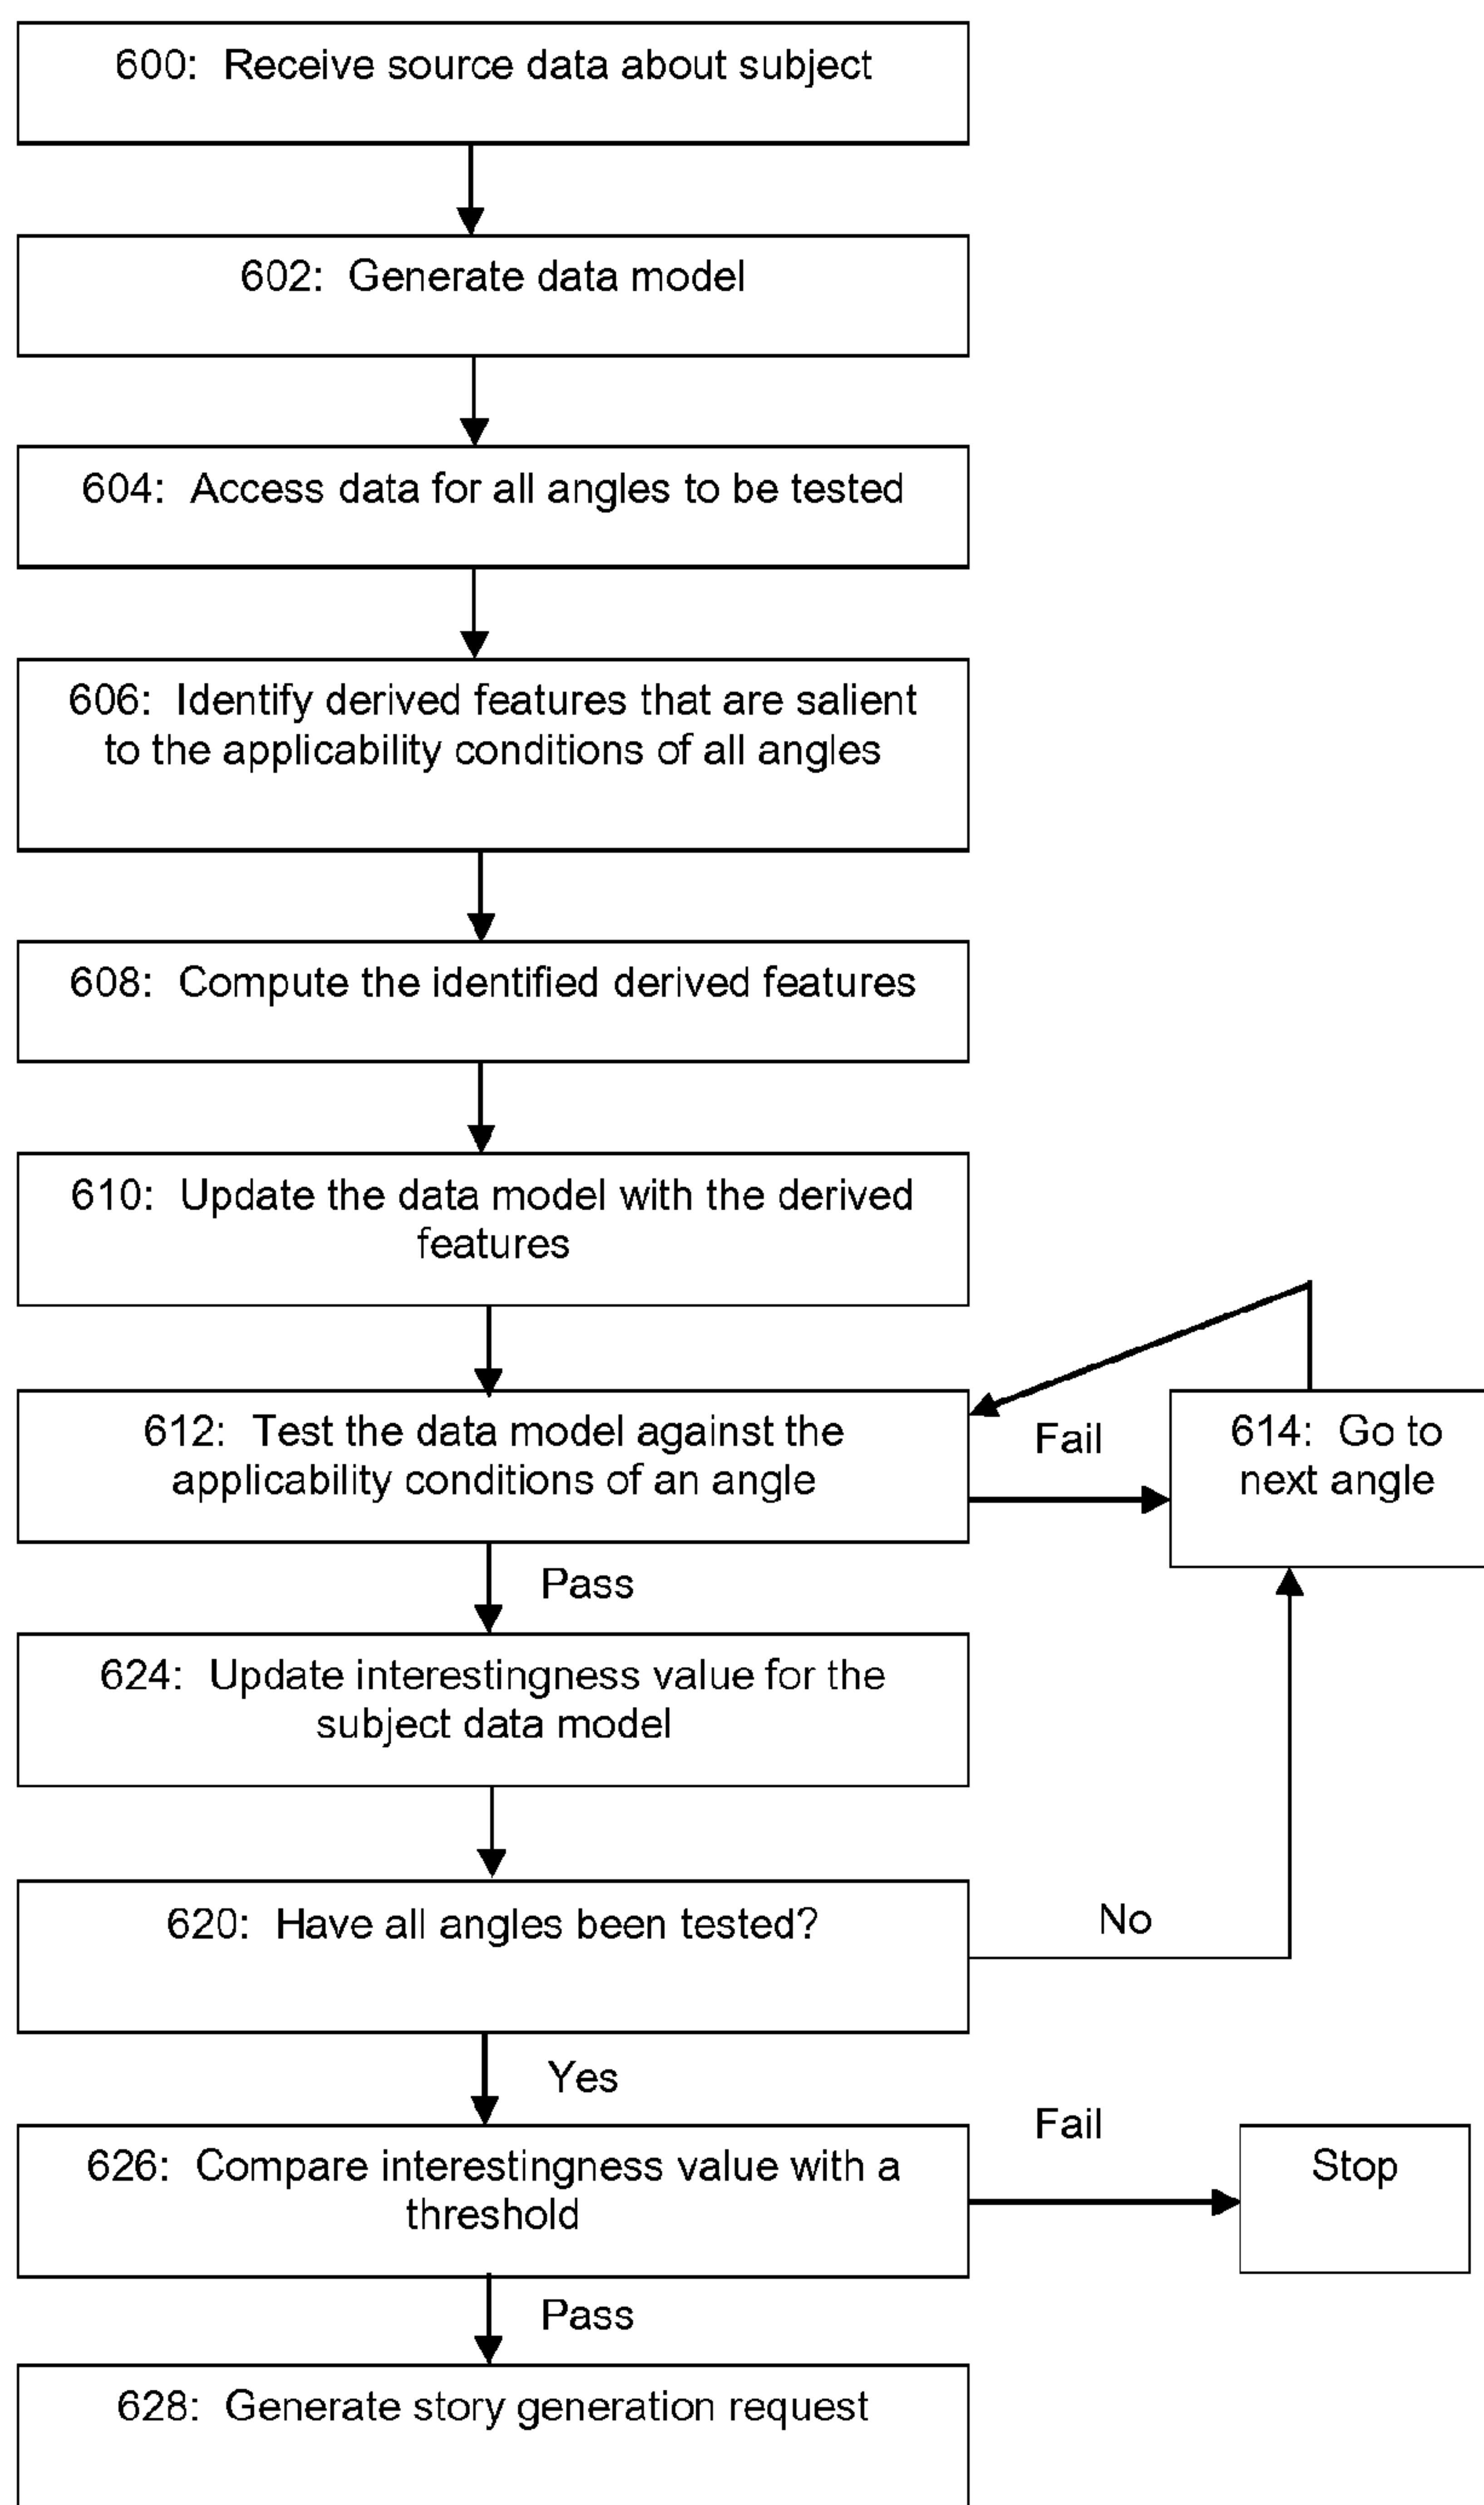 600: Receive source data about subject
602: Generate data model
604: Access data for all angles to be tested
606: Identify derived features that are salient
to the applicability conditions of all angles
608: Compute the identified derived features
610: Update the data model with the derived
features
612: Test the data model against the
applicability conditions of an angle
Fail
614: Go to
next angle
Pass
624: Update interestingness value for the
subject data model
620: Have all angles been tested?
No
Yes
626: Compare interestingness value with a
threshold
Fail
Stop
Pass
628: Generate story generation request